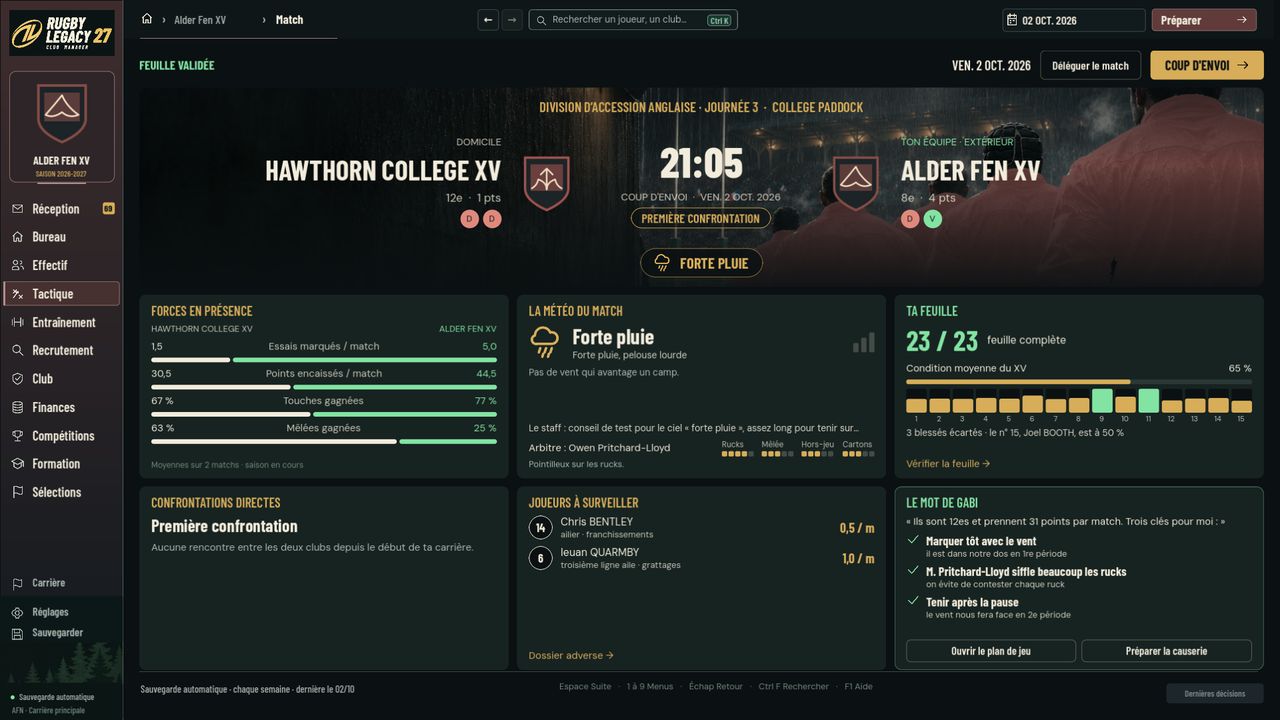 RUGBY
LEGACY 27
CLUB MANAGER
Alder Fen XV
Match
Rechercher un joueur, un club...
Ctrl K
02 OCT. 2026
Préparer
ALDER FEN XV
SAISON 2026-2027
Réception
69
Bureau
Effectif
Tactique
Entraînement
Recrutement
Club
Finances
Compétitions
Formation
Sélections
Carrière
Réglages
Sauvegarder
Sauvegarde automatique
AFN · Carrière principale
FEUILLE VALIDÉE
VEN. 2 OCT. 2026
Déléguer le match
COUP D'ENVOI
DIVISION D'ACCESSION ANGLAISE · JOURNÉE 3 · COLLEGE PADDOCK
DOMICILE
HAWTHORN COLLEGE XV
12e · 1 pts
D D
21:05
COUP D'ENVOI · VEN. 2 OCT. 2026
PREMIÈRE CONFRONTATION
FORTE PLUIE
TON ÉQUIPE · EXTÉRIEUR
ALDER FEN XV
8e · 4 pts
D V
FORCES EN PRÉSENCE
HAWTHORN COLLEGE XV ALDER FEN XV
1,5 Essais marqués / match 5,0
30,5 Points encaissés / match 44,5
67 % Touches gagnées 77 %
63 % Mêlées gagnées 25 %
Moyennes sur 2 matchs · saison en cours
LA MÉTÉO DU MATCH
Forte pluie
Forte pluie, pelouse lourde
Pas de vent qui avantage un camp.
Le staff : conseil de test pour le ciel « forte pluie », assez long pour tenir sur...
Arbitre : Owen Pritchard-Lloyd
Pointilleux sur les rucks.
Rucks Mêlée Hors-jeu Cartons
TA FEUILLE
23 / 23 feuille complète
Condition moyenne du XV 65 %
1 2 3 4 5 6 7 8 9 10 11 12 13 14 15
3 blessés écartés · le n° 15, Joel BOOTH, est à 50 %
Vérifier la feuille →
CONFRONTATIONS DIRECTES
Première confrontation
Aucune rencontre entre les deux clubs depuis le début de ta carrière.
JOUEURS À SURVEILLER
14 Chris BENTLEY 0,5 / m
ailier · franchissements
6 Ieuan QUARMBY 1,0 / m
troisième ligne aile · grattages
Dossier adverse →
LE MOT DE GABI
« Ils sont 12es et prennent 31 points par match. Trois clés pour moi : »
Marquer tôt avec le vent
il est dans notre dos en 1re période
M. Pritchard-Lloyd siffle beaucoup les rucks
on évite de contester chaque ruck
Tenir après la pause
le vent nous fera face en 2e période
Ouvrir le plan de jeu
Préparer la causerie
Sauvegarde automatique · chaque semaine · dernière le 02/10
Espace Suite · 1 à 9 Menus · Échap Retour · Ctrl F Rechercher · F1 Aide
Dernières décisions